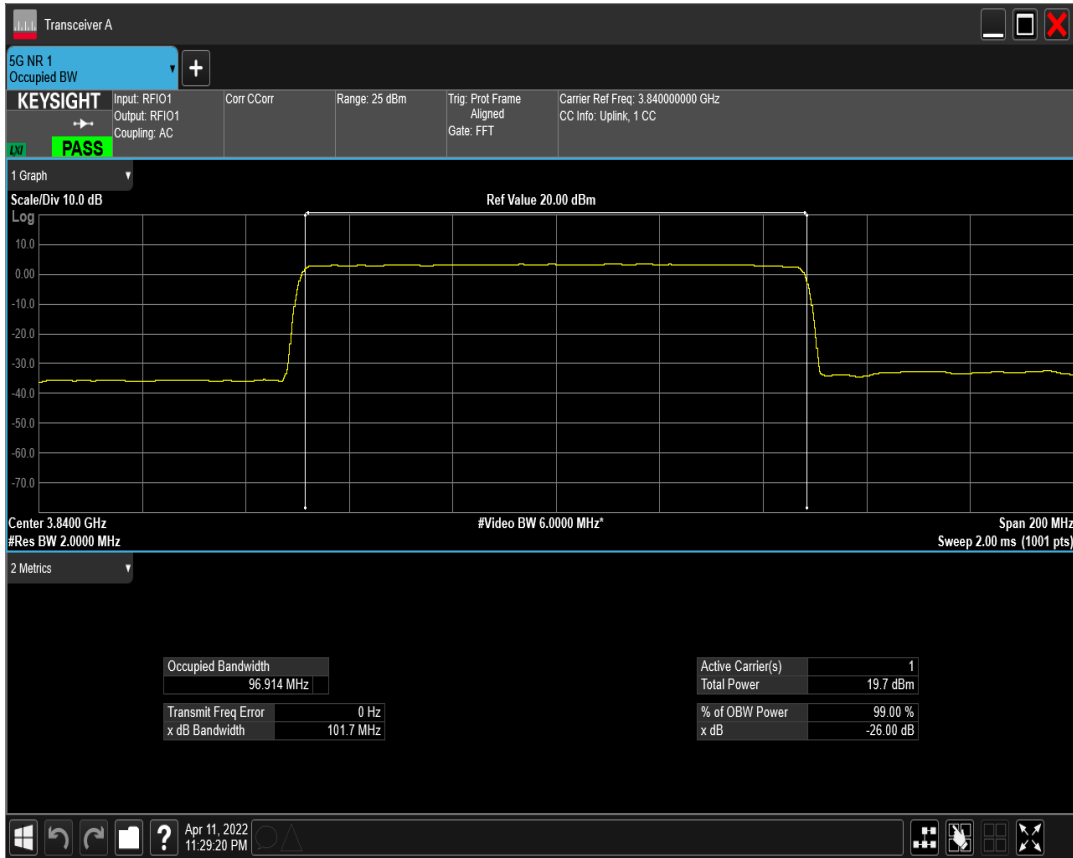 Transceiver A
5G NR 1
Occupied BW
KEYSIGHT
LXI
PASS
Input: RFIO1
Output: RFIO1
Coupling: AC
Corr CCorr
Range: 25 dBm
Trig: Prot Frame
Aligned
Gate: FFT
Carrier Ref Freq: 3.840000000 GHz
CC Info: Uplink, 1 CC
1 Graph
Scale/Div 10.0 dB
Ref Value 20.00 dBm
Log
10.0
0.00
-10.0
-20.0
-30.0
-40.0
-50.0
-60.0
-70.0
Center 3.8400 GHz
#Video BW 6.0000 MHz*
Span 200 MHz
#Res BW 2.0000 MHz
Sweep 2.00 ms (1001 pts)
2 Metrics
Occupied Bandwidth
96.914 MHz
Transmit Freq Error 0 Hz
x dB Bandwidth 101.7 MHz
Active Carrier(s) 1
Total Power 19.7 dBm
% of OBW Power 99.00 %
x dB -26.00 dB
Apr 11, 2022
11:29:20 PM